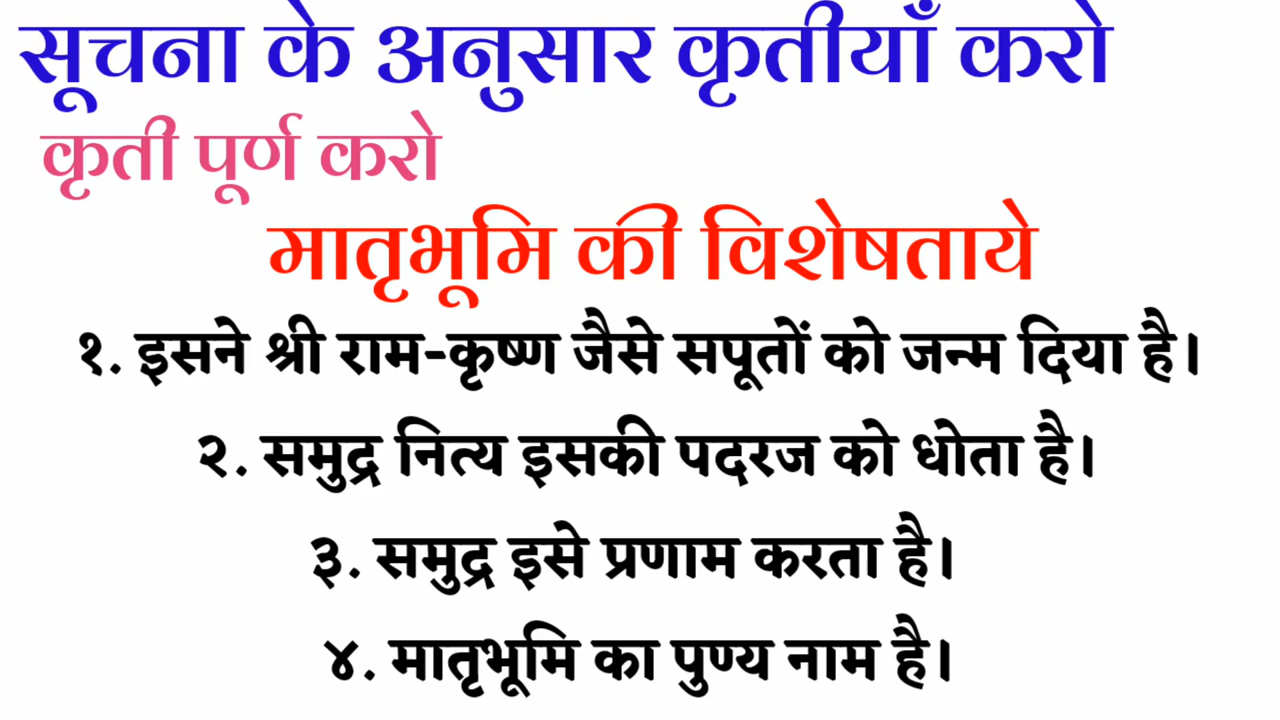 सूचना के अनुसार कृतीयाँ करो
कृती पूर्ण करो
मातृभूमि की विशेषताये
१. इसने श्री राम-कृष्ण जैसे सपूतों को जन्म दिया है।
२. समुद्र नित्य इसकी पदरज को धोता है।
३. समुद्र इसे प्रणाम करता है।
४. मातृभूमि का पुण्य नाम है।